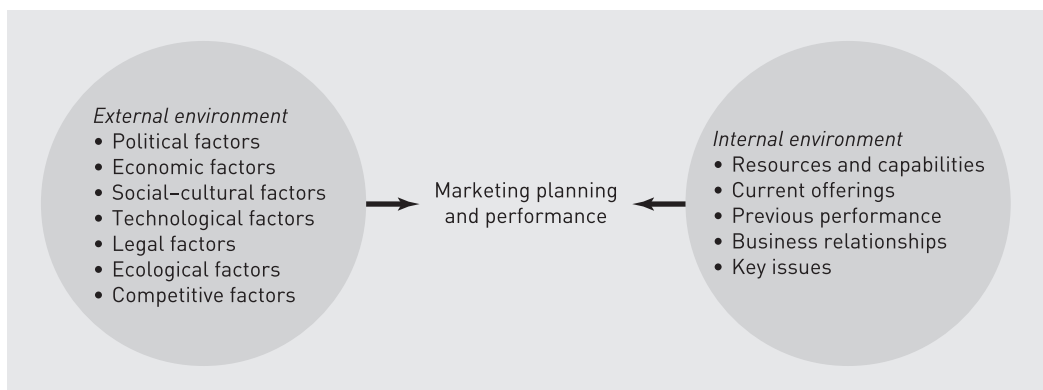 External environment
• Political factors
• Economic factors
• Social–cultural factors
• Technological factors
• Legal factors
• Ecological factors
• Competitive factors
Marketing planning
and performance
Internal environment
• Resources and capabilities
• Current offerings
• Previous performance
• Business relationships
• Key issues